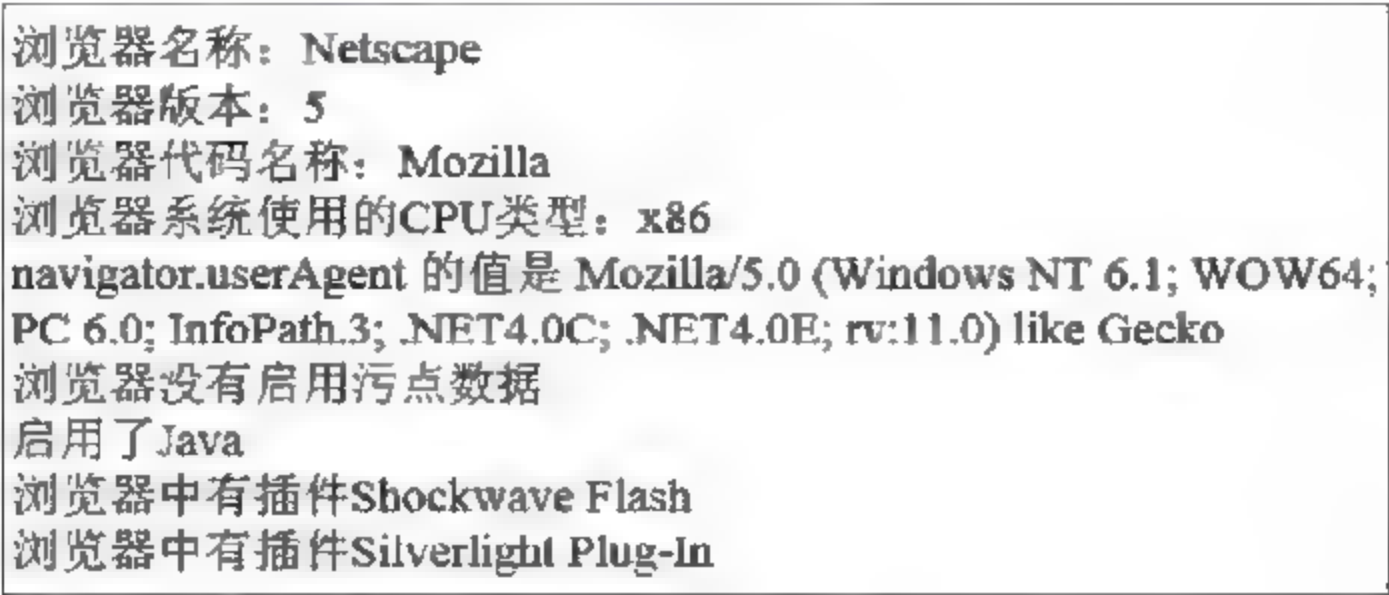 浏览器名称：Netscape
浏览器版本：5
浏览器代码名称：Mozilla
浏览器系统使用的CPU类型：x86
navigator.userAgent 的值是 Mozilla/5.0 (Windows NT 6.1; WOW64;
PC 6.0; InfoPath.3; .NET4.0C; .NET4.0E; rv:11.0) like Gecko
浏览器没有启用污点数据
启用了Java
浏览器中有插件Shockwave Flash
浏览器中有插件Silverlight Plug-In